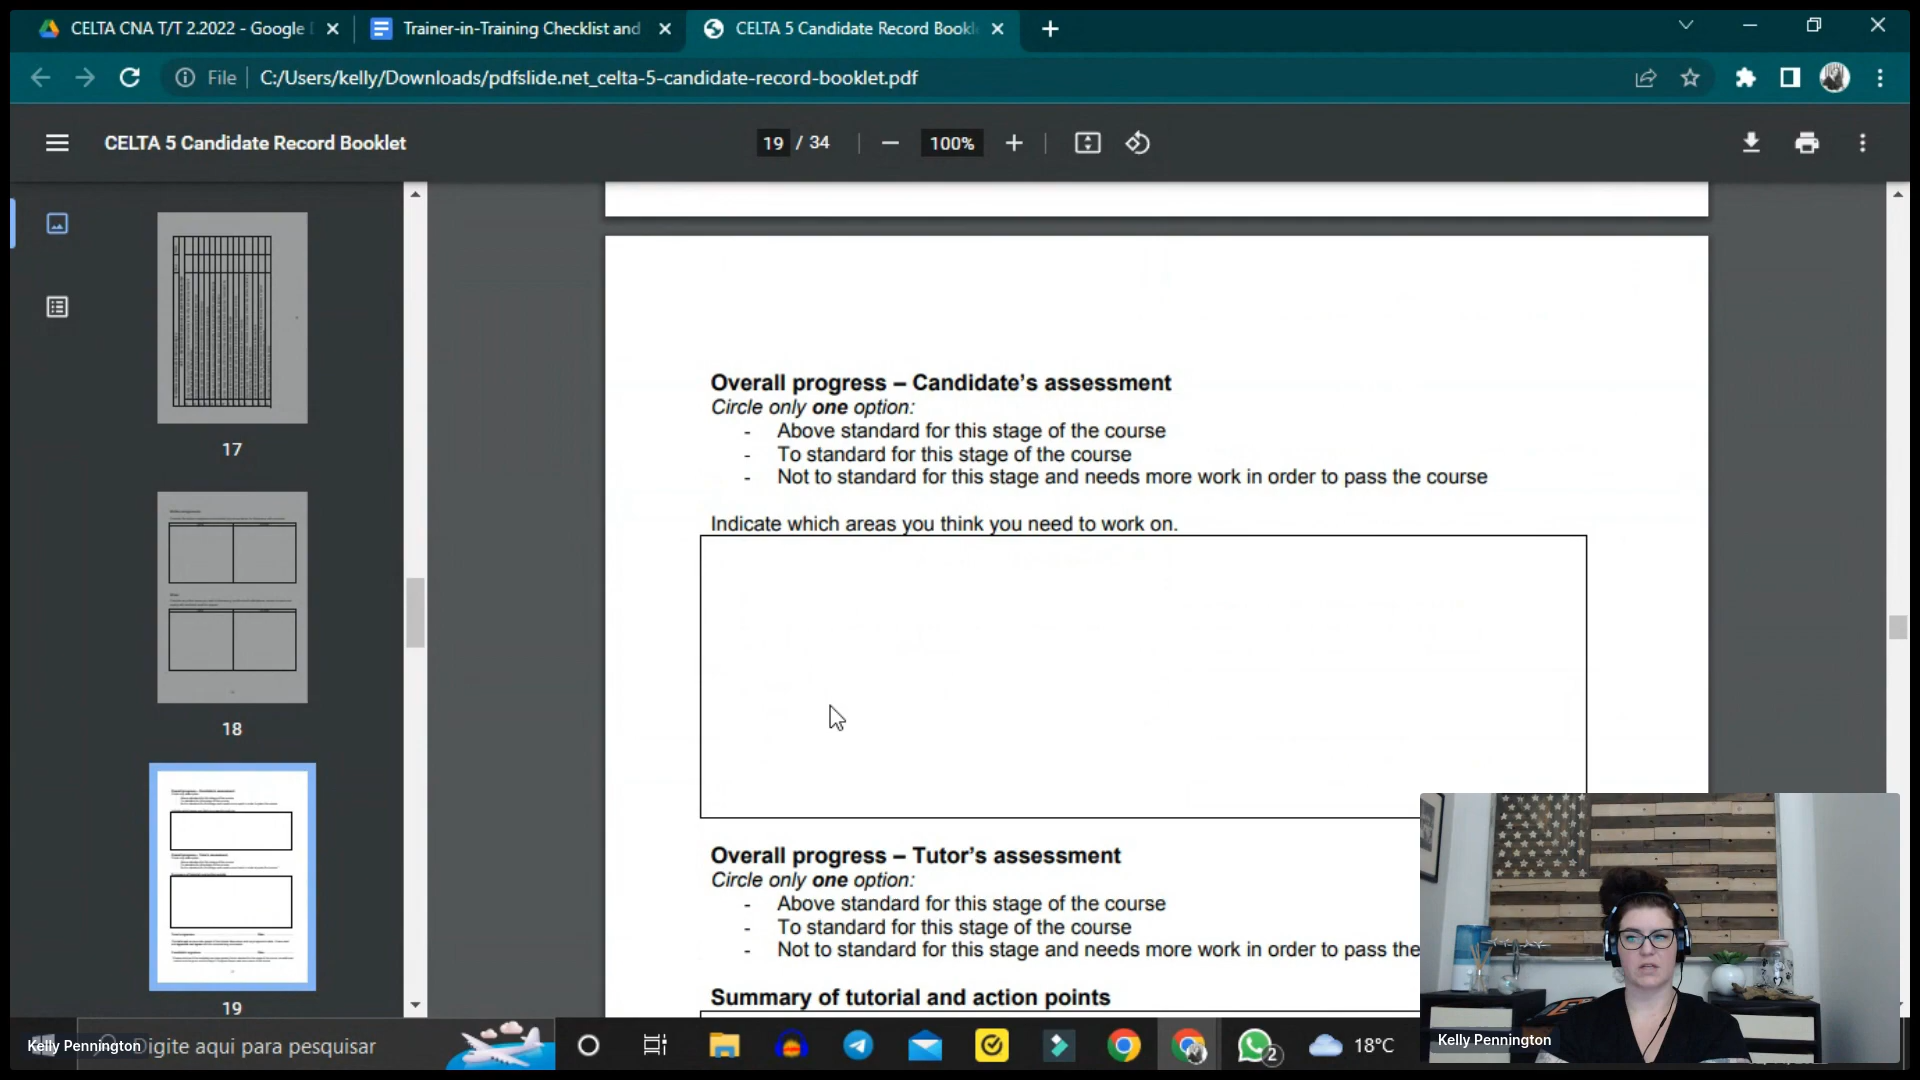 CELTA CNA T/T 2.2022 - Google
Trainer-in-Training Checklist and
CELTA 5 Candidate Record Book
File
C:/Users/kelly/Downloads/pdfslide.net_celta-5-candidate-record-booklet.pdf
CELTA 5 Candidate Record Booklet
19 / 34
100%
17
18
19
Overall progress – Candidate's assessment
Circle only one option:
- Above standard for this stage of the course
- To standard for this stage of the course
- Not to standard for this stage and needs more work in order to pass the course
Indicate which areas you think you need to work on.
Overall progress – Tutor's assessment
Circle only one option:
- Above standard for this stage of the course
- To standard for this stage of the course
- Not to standard for this stage and needs more work in order to pass the
Summary of tutorial and action points
Kelly Pennington
Digite aqui para pesquisar
2
18°C
Kelly Pennington